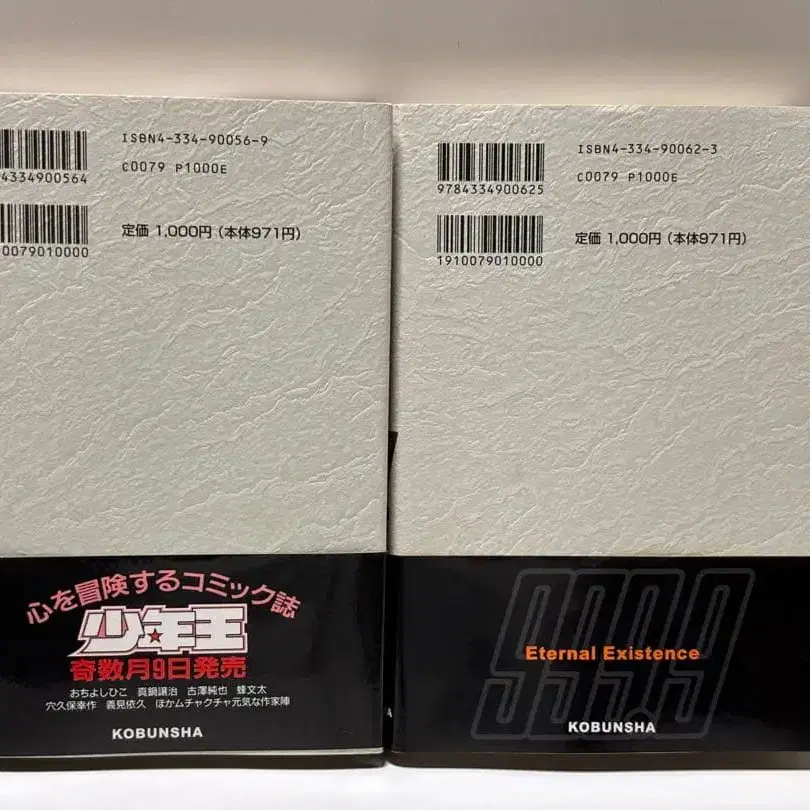 ISBN4-334-90056-9
4334900564
C0079 P1000E
定価 1,000円（本体971円）
0079010000
心を冒険するコミック誌
少年王
奇数月9日発売
おちよしひこ 真鍋譲治 古澤純也 蜂文太
穴久保幸作 義見依久 ほかムチャクチャ元気な作家陣
KOBUNSHA
ISBN4-334-90062-3
9784334900625
C0079 P1000E
定価 1,000円（本体971円）
1910079010000
999.9
Eternal Existence
KOBUNSHA